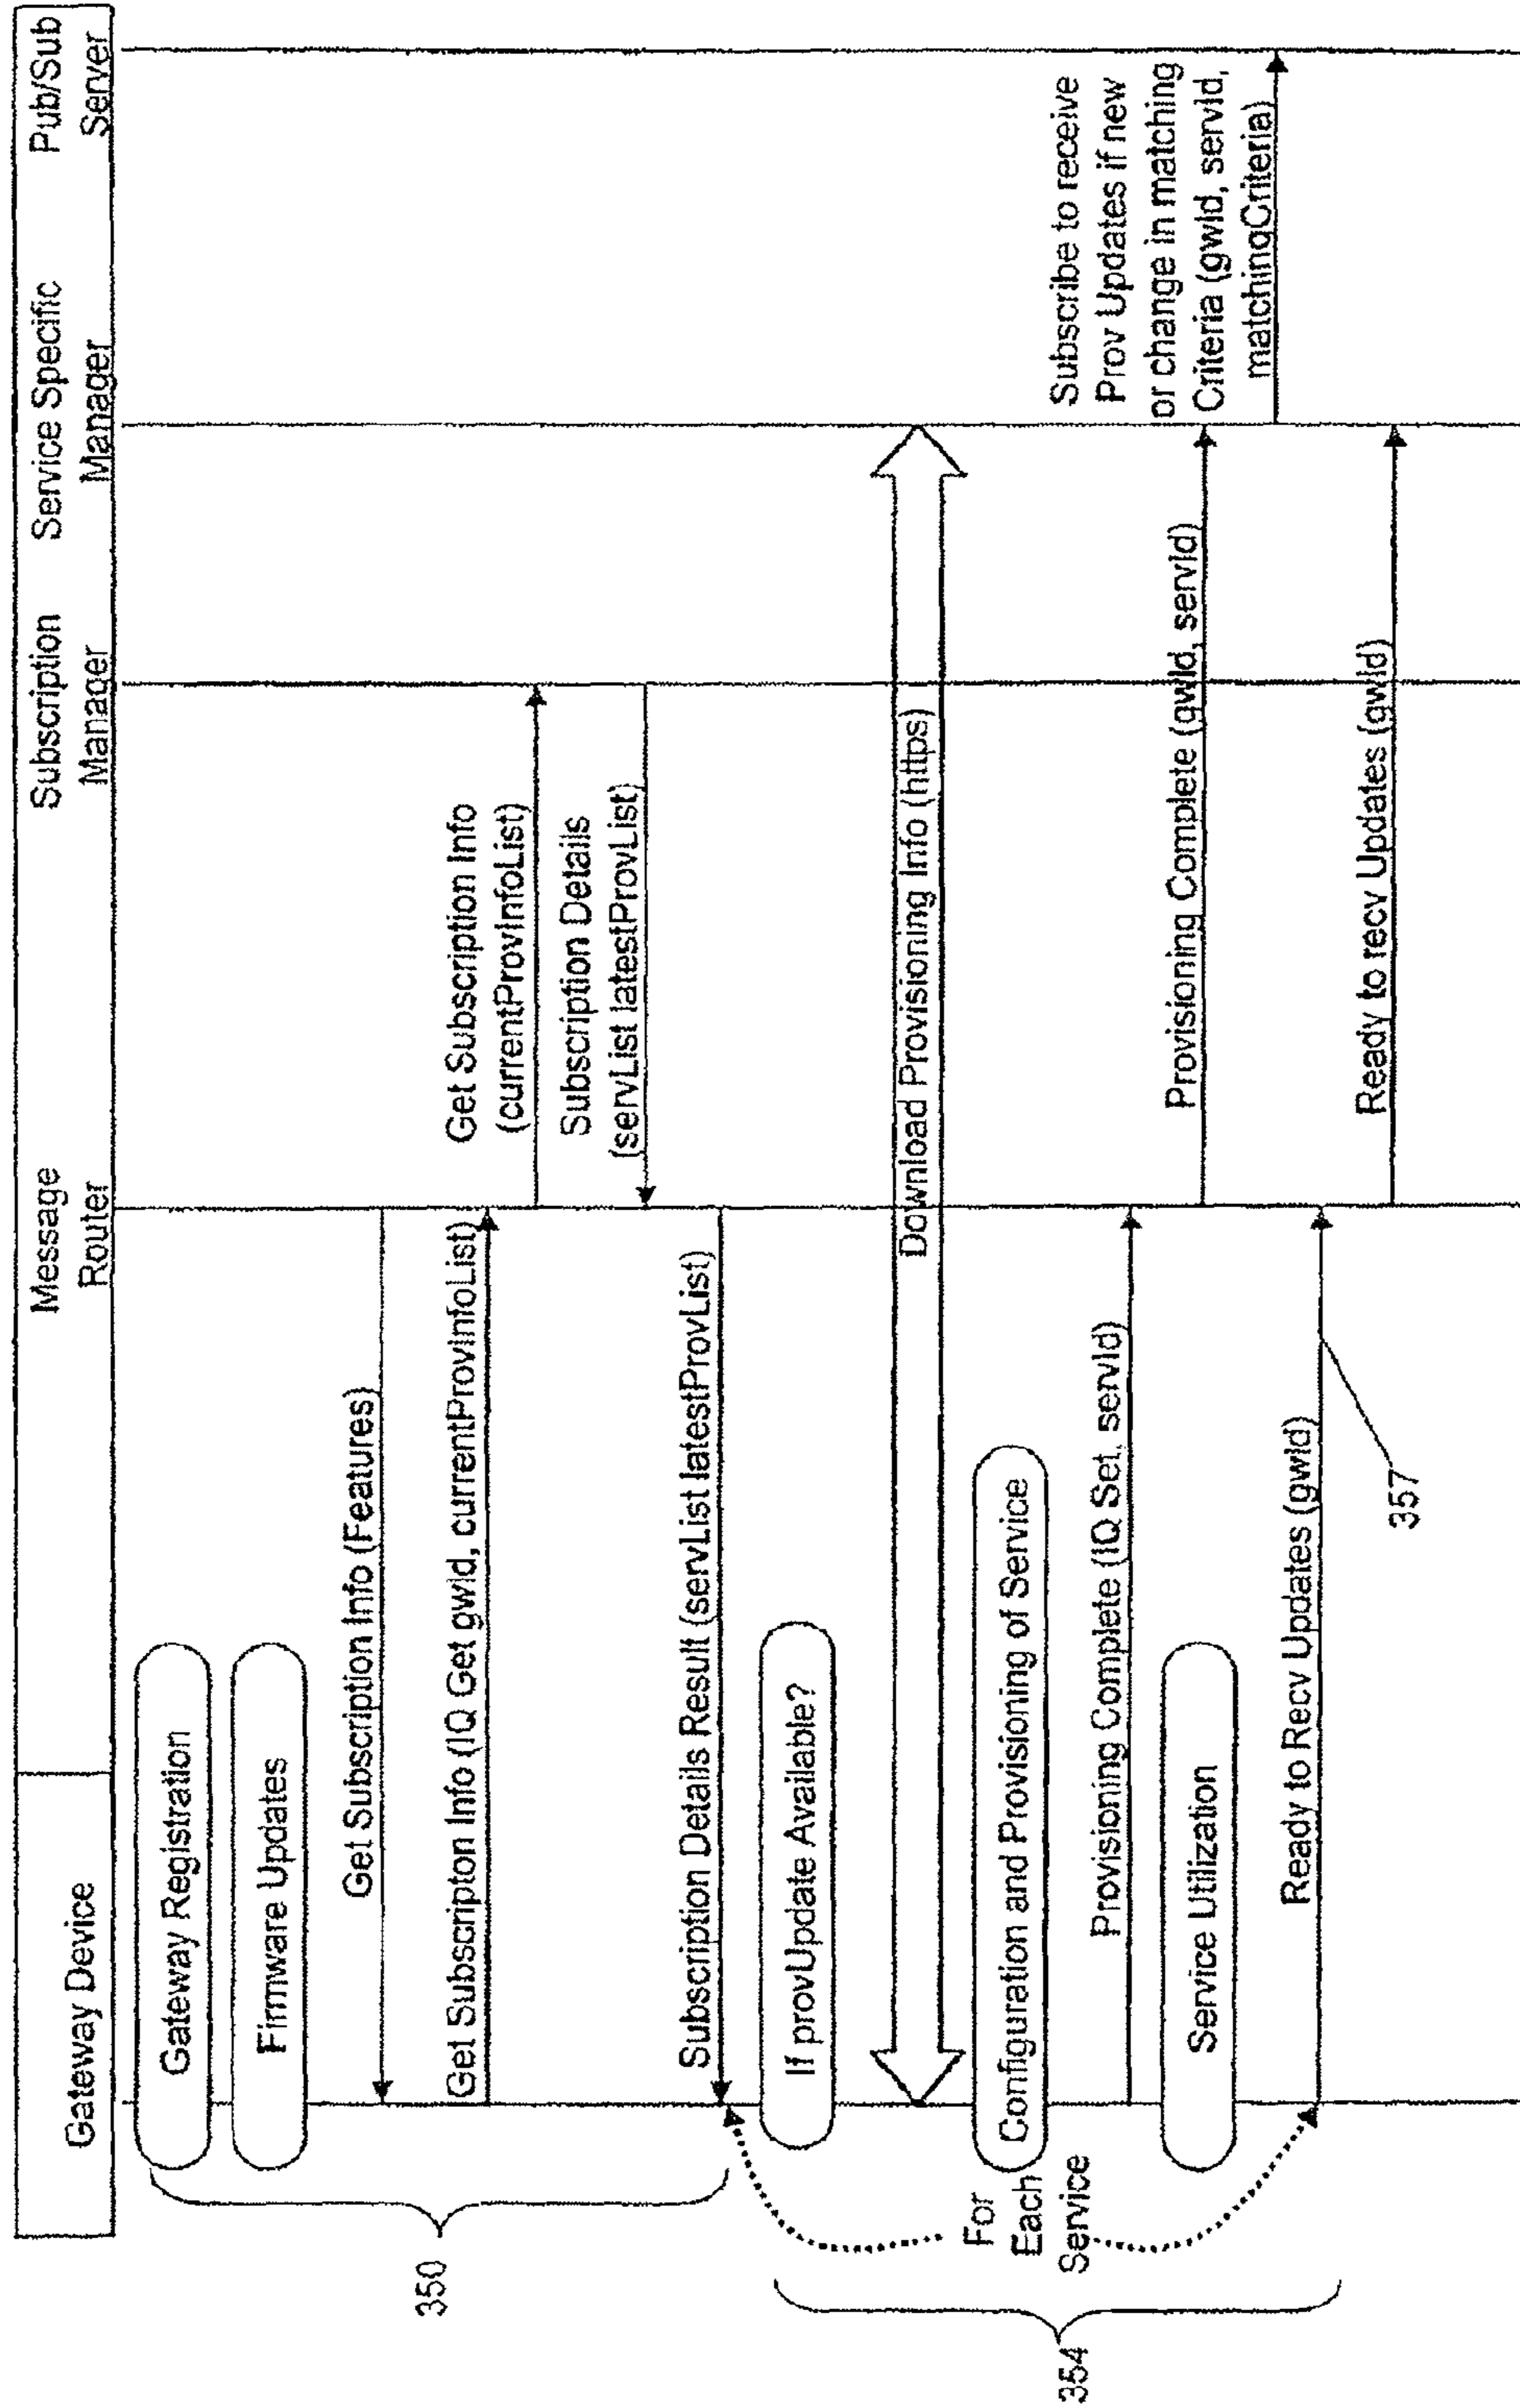 Gateway Device
Message
Router
Subscription
Manager
Service Specific
Manager
Pub/Sub
Server
Gateway Registration
Firmware Updates
Get Subscription Info (Features)
Get Subscripton Info (IQ Get gwId, currentProvInfoList)
Get Subscription Info
(currentProvInfoList)
Subscription Details
(servList latestProvList)
Subscription Details Result (servList latestProvList)
350
If provUpdate Available?
Download Provisioning Info (https)
Configuration and Provisioning of Service
For
Each
Service
Provisioning Complete (IQ Set, servId)
Provisioning Complete (gwId, servId)
Subscribe to receive
Prov Updates if new
or change in matching
Criteria (gwId, servId,
matchingCriteria)
Service Utilization
Ready to Recv Updates (gwId)
Ready to recv Updates (gwId)
357
354